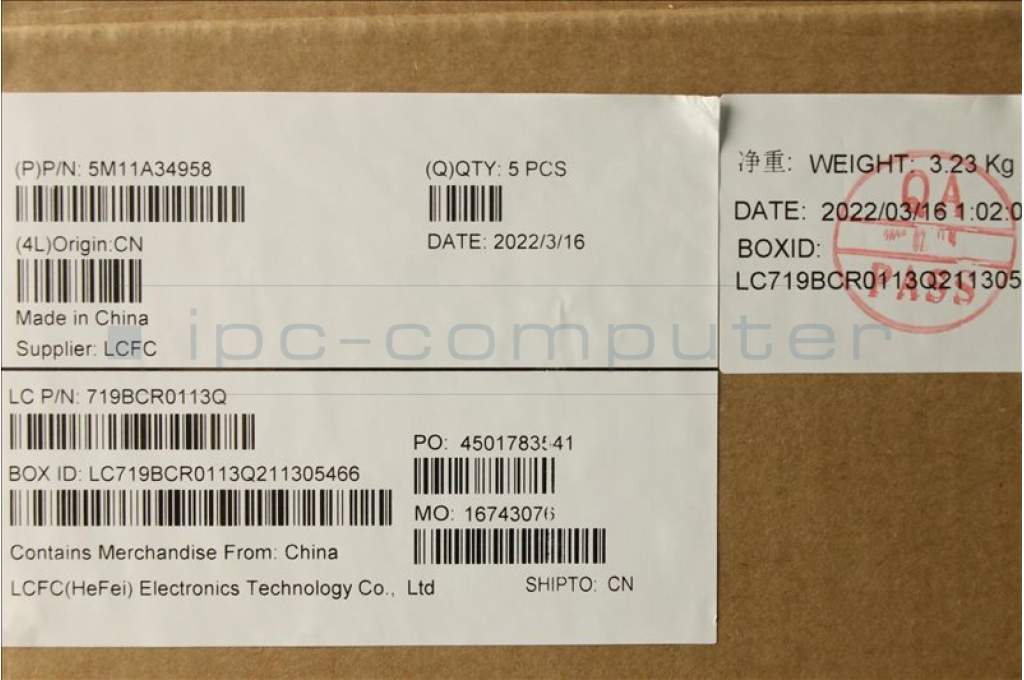 (P)P/N: 5M11A34958
(Q)QTY: 5 PCS
(4L)Origin:CN
DATE: 2022/3/16
Made in China
Supplier: LCFC
LC P/N: 719BCR0113Q
BOX ID: LC719BCR0113Q211305466
PO:
MO: 16743076
Contains Merchandise From: China
LCFC(HeFei) Electronics Technology Co., Ltd
SHIPTO: CN
净重: WEIGHT: 3.23 Kg
DATE: 2022/03/16 1:02:0
BOXID:
LC719BCR0113Q211305
QA
PASS
ipc-computer